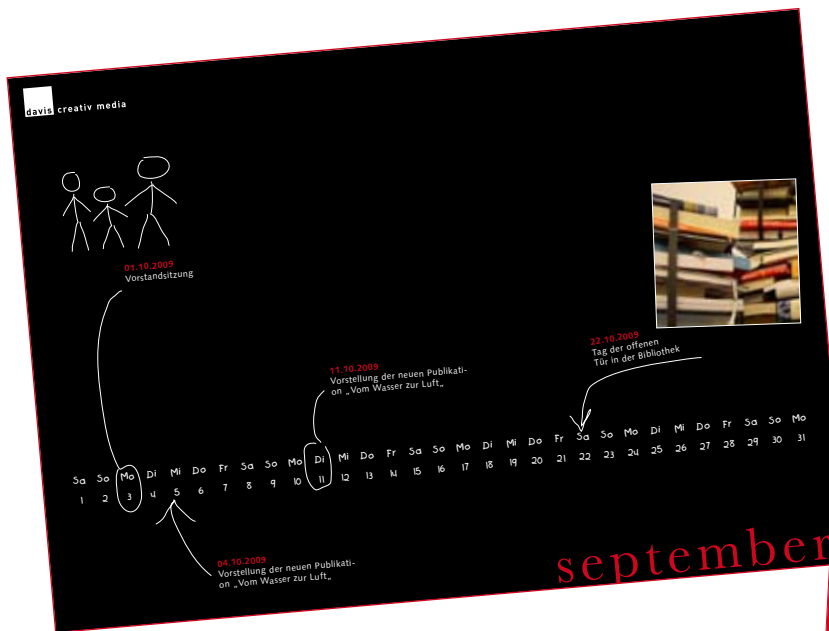 davis creativ media
01.10.2009
Vorstandsitzung
22.10.2009
Tag der offenen
Tür in der Bibliothek
11.10.2009
Vorstellung der neuen Publikati-
on „Vom Wasser zur Luft„
Sa So Mo Di Mi Do Fr Sa So Mo Di Mi Do Fr Sa So Mo Di Mi Do Fr Sa So Mo Di Mi Do Fr Sa So Mo
1 2 3 4 5 6 7 8 9 10 11 12 13 14 15 16 17 18 19 20 21 22 23 24 25 26 27 28 29 30 31
04.10.2009
Vorstellung der neuen Publikati-
on „Vom Wasser zur Luft„
september